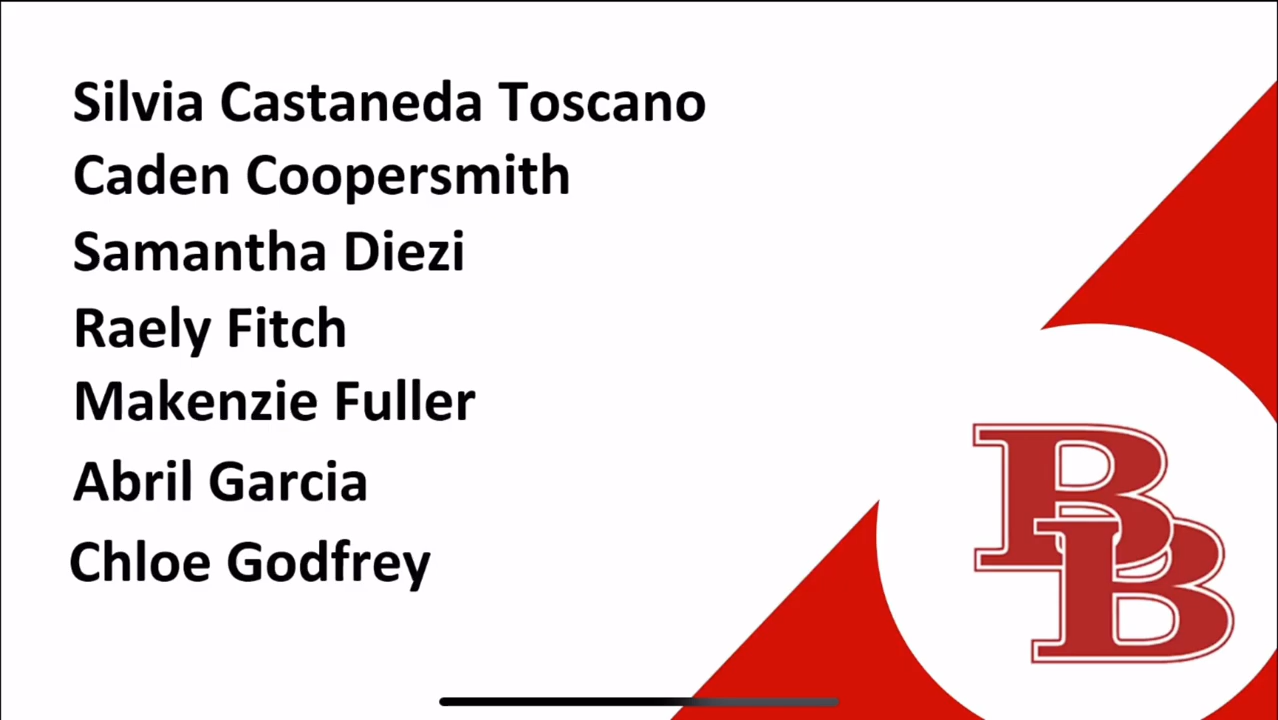 Silvia Castaneda Toscano
Caden Coopersmith
Samantha Diezi
Raely Fitch
Makenzie Fuller
Abril Garcia
Chloe Godfrey
BB